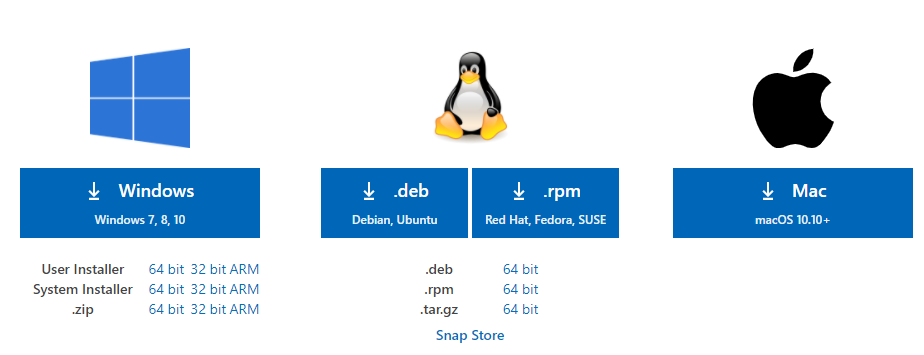 Windows
Windows 7, 8, 10
.deb
Debian, Ubuntu
.rpm
Red Hat, Fedora, SUSE
Mac
macOS 10.10+
User Installer 64 bit 32 bit ARM
System Installer 64 bit 32 bit ARM
.zip 64 bit 32 bit ARM
.deb 64 bit
.rpm 64 bit
.tar.gz 64 bit
Snap Store